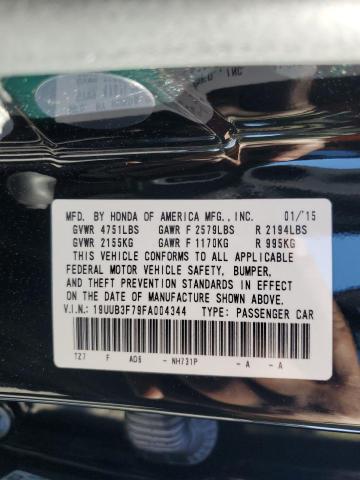 MFD. BY HONDA OF AMERICA MFG., INC. 01/'15
GVWR 4751LBS GAWR F 2579LBS R 2194LBS
GVWR 2155KG GAWR F 1170KG R 995KG
THIS VEHICLE CONFORMS TO ALL APPLICABLE
FEDERAL MOTOR VEHICLE SAFETY, BUMPER,
AND THEFT PREVENTION STANDARDS IN EFFECT
ON THE DATE OF MANUFACTURE SHOWN ABOVE.
V.I.N.: 19UUB3F79FA004344 TYPE: PASSENGER CAR
TZ7 F AD6 - NH731P - A - A